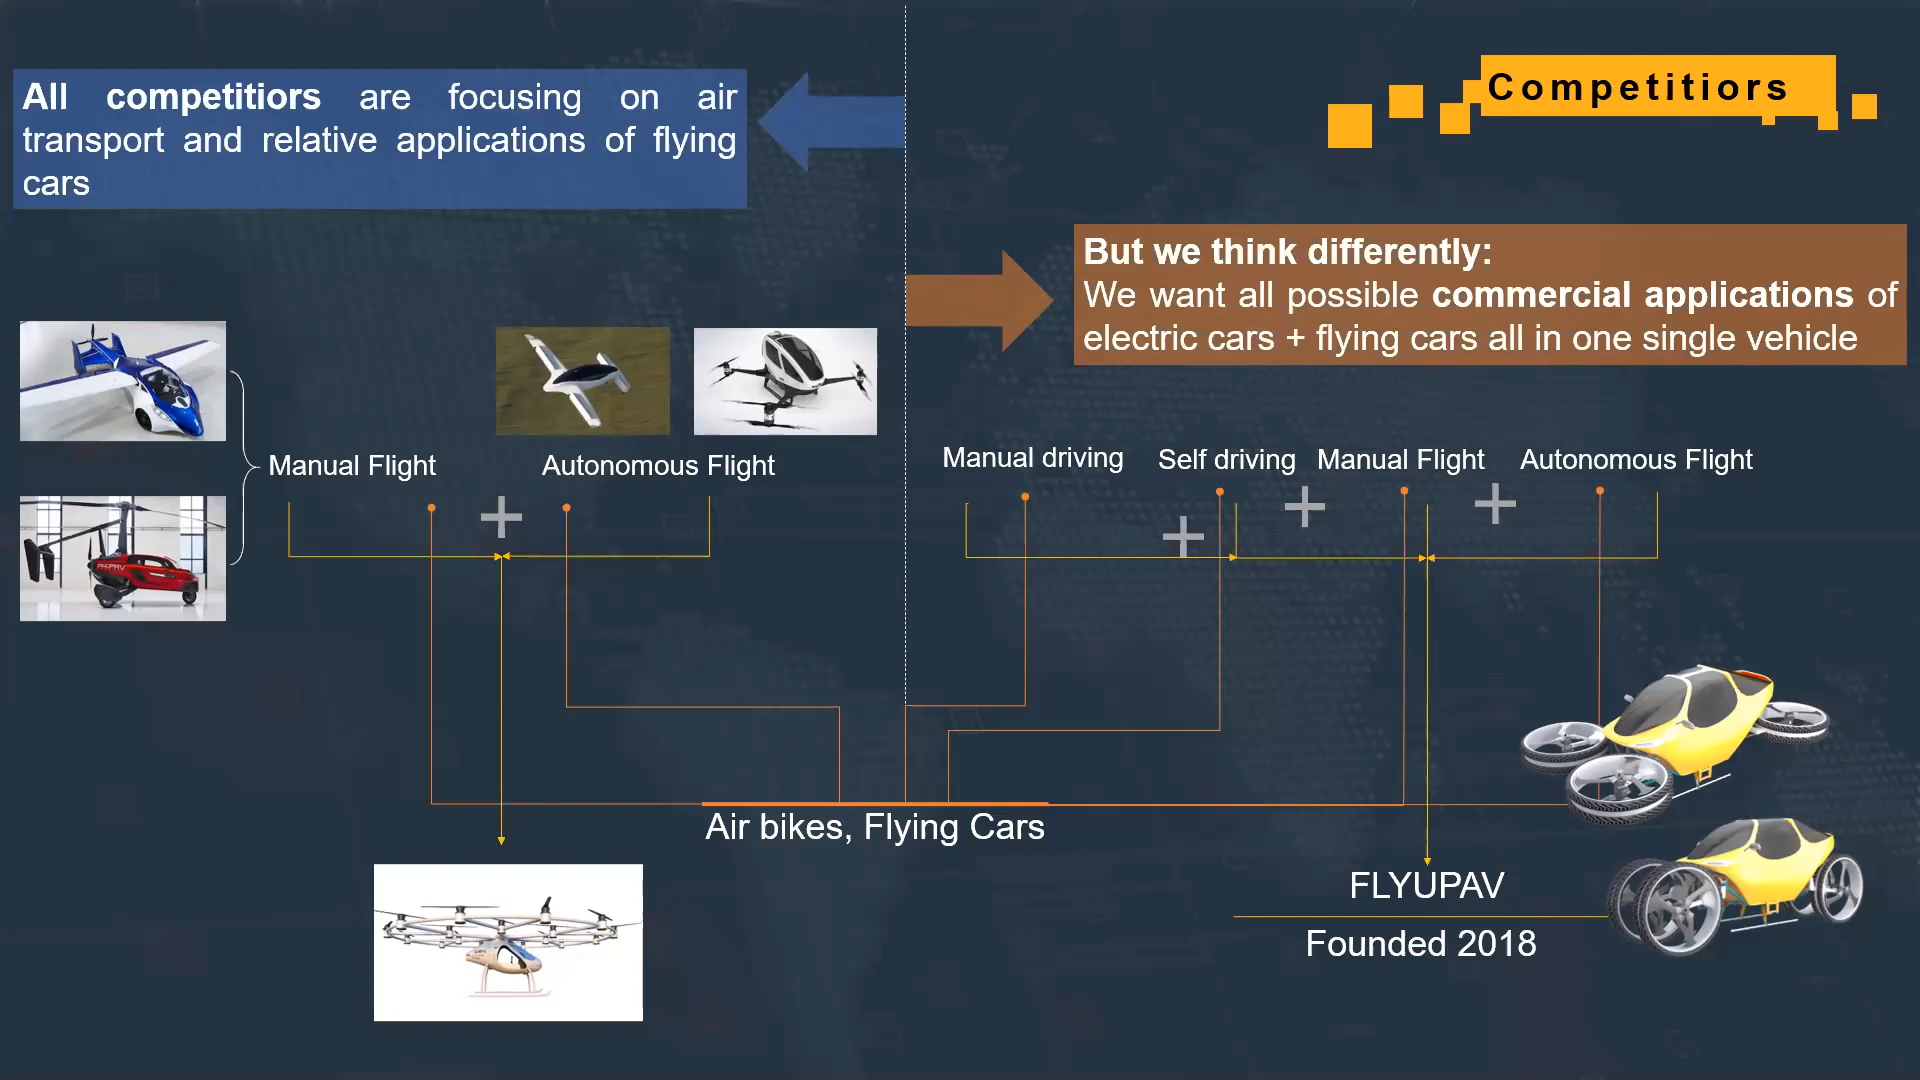 Competitiors
All competitiors are focusing on air
transport and relative applications of flying
cars
But we think differently:
We want all possible commercial applications of
electric cars + flying cars all in one single vehicle
Manual Flight
Autonomous Flight
Manual driving
Self driving
Manual Flight
Autonomous Flight
PH-PAV
Air bikes, Flying Cars
FLYUPAV
Founded 2018